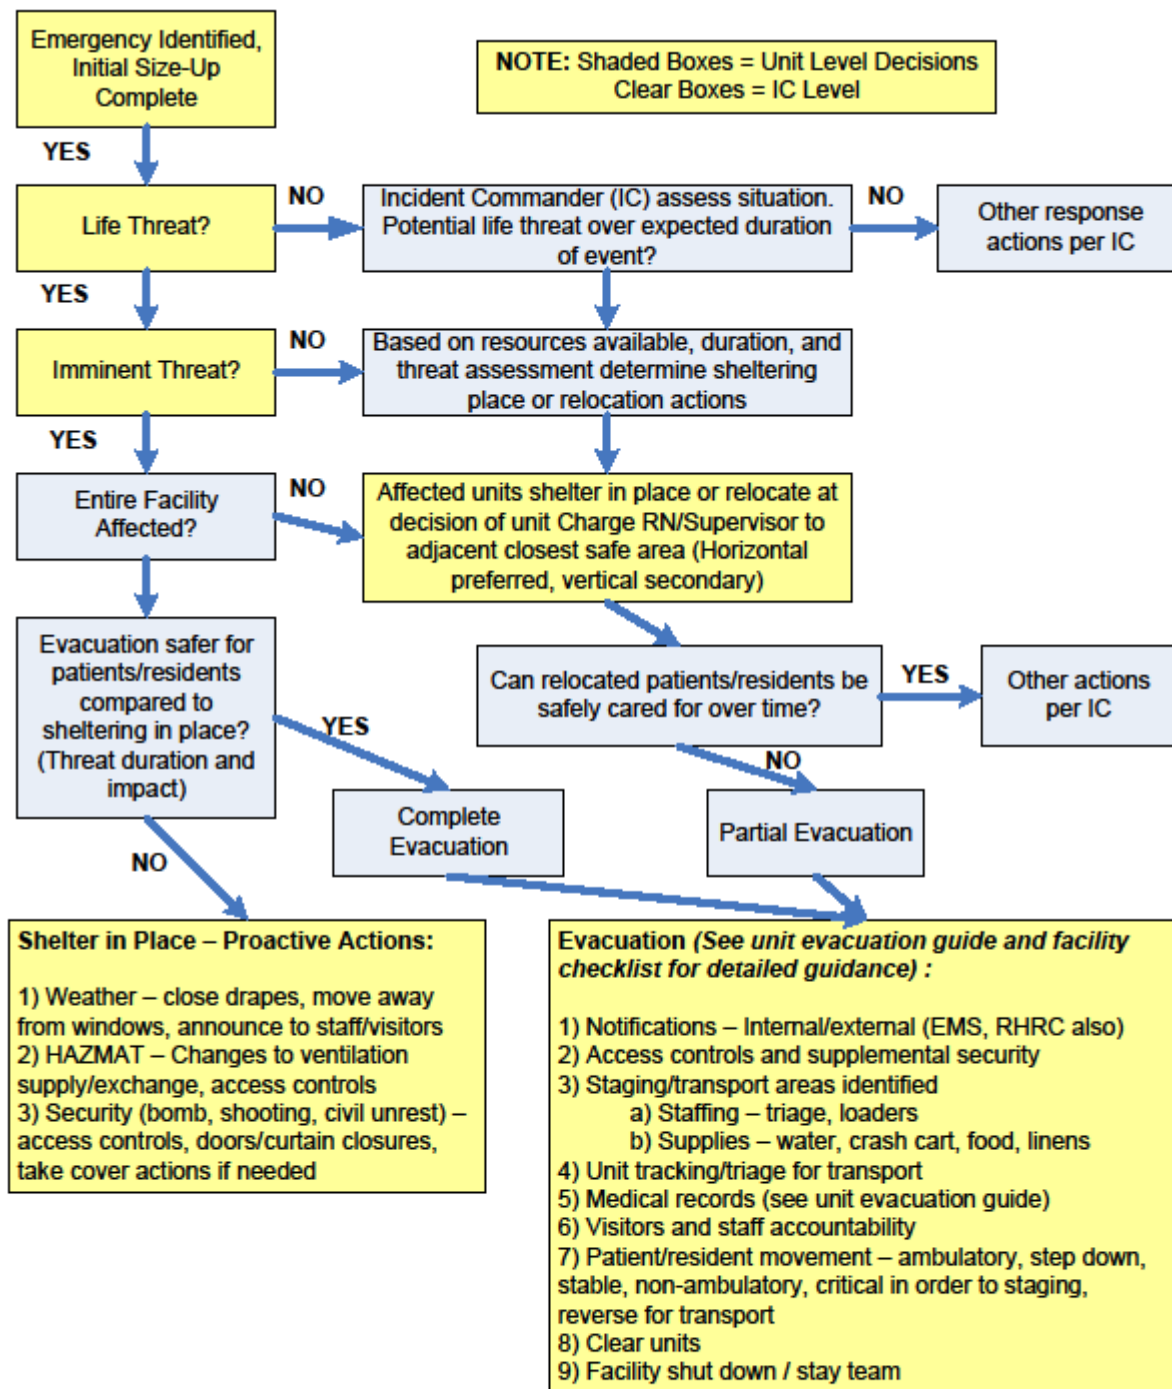 Emergency Identified,
Initial Size-Up
Complete
NOTE: Shaded Boxes = Unit Level Decisions
Clear Boxes = IC Level
YES
Life Threat?
NO
Incident Commander (IC) assess situation.
Potential life threat over expected duration
of event?
NO
Other response
actions per IC
YES
Imminent Threat?
NO
Based on resources available, duration, and
threat assessment determine sheltering
place or relocation actions
YES
Entire Facility
Affected?
NO
Affected units shelter in place or relocate at
decision of unit Charge RN/Supervisor to
adjacent closest safe area (Horizontal
preferred, vertical secondary)
Evacuation safer for
patients/residents
compared to
sheltering in place?
(Threat duration and
impact)
YES
Can relocated patients/residents be
safely cared for over time?
YES
Other actions
per IC
NO
Complete
Evacuation
Partial Evacuation
NO
Shelter in Place – Proactive Actions:
1) Weather – close drapes, move away
from windows, announce to staff/visitors
2) HAZMAT – Changes to ventilation
supply/exchange, access controls
3) Security (bomb, shooting, civil unrest) –
access controls, doors/curtain closures,
take cover actions if needed
Evacuation (See unit evacuation guide and facility
checklist for detailed guidance) :
1) Notifications – Internal/external (EMS, RHRC also)
2) Access controls and supplemental security
3) Staging/transport areas identified
a) Staffing – triage, loaders
b) Supplies – water, crash cart, food, linens
4) Unit tracking/triage for transport
5) Medical records (see unit evacuation guide)
6) Visitors and staff accountability
7) Patient/resident movement – ambulatory, step down,
stable, non-ambulatory, critical in order to staging,
reverse for transport
8) Clear units
9) Facility shut down / stay team